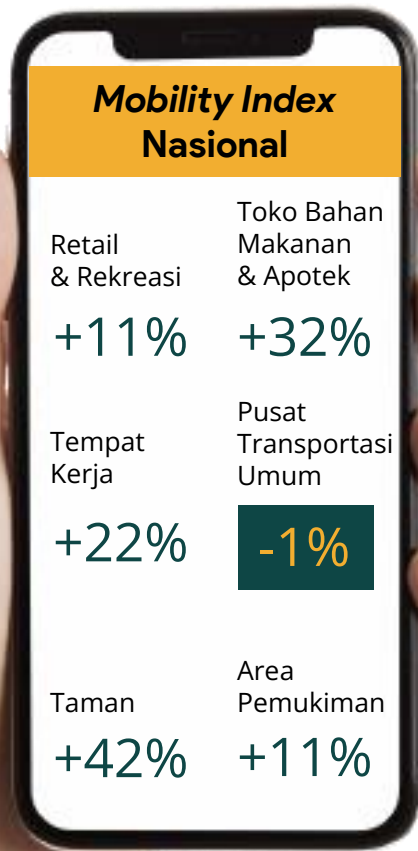 Mobility Index
Nasional
Retail
& Rekreasi
+11%
Toko Bahan
Makanan
& Apotek
+32%
Tempat
Kerja
+22%
Pusat
Transportasi
Umum
-1%
Taman
+42%
Area
Pemukiman
+11%